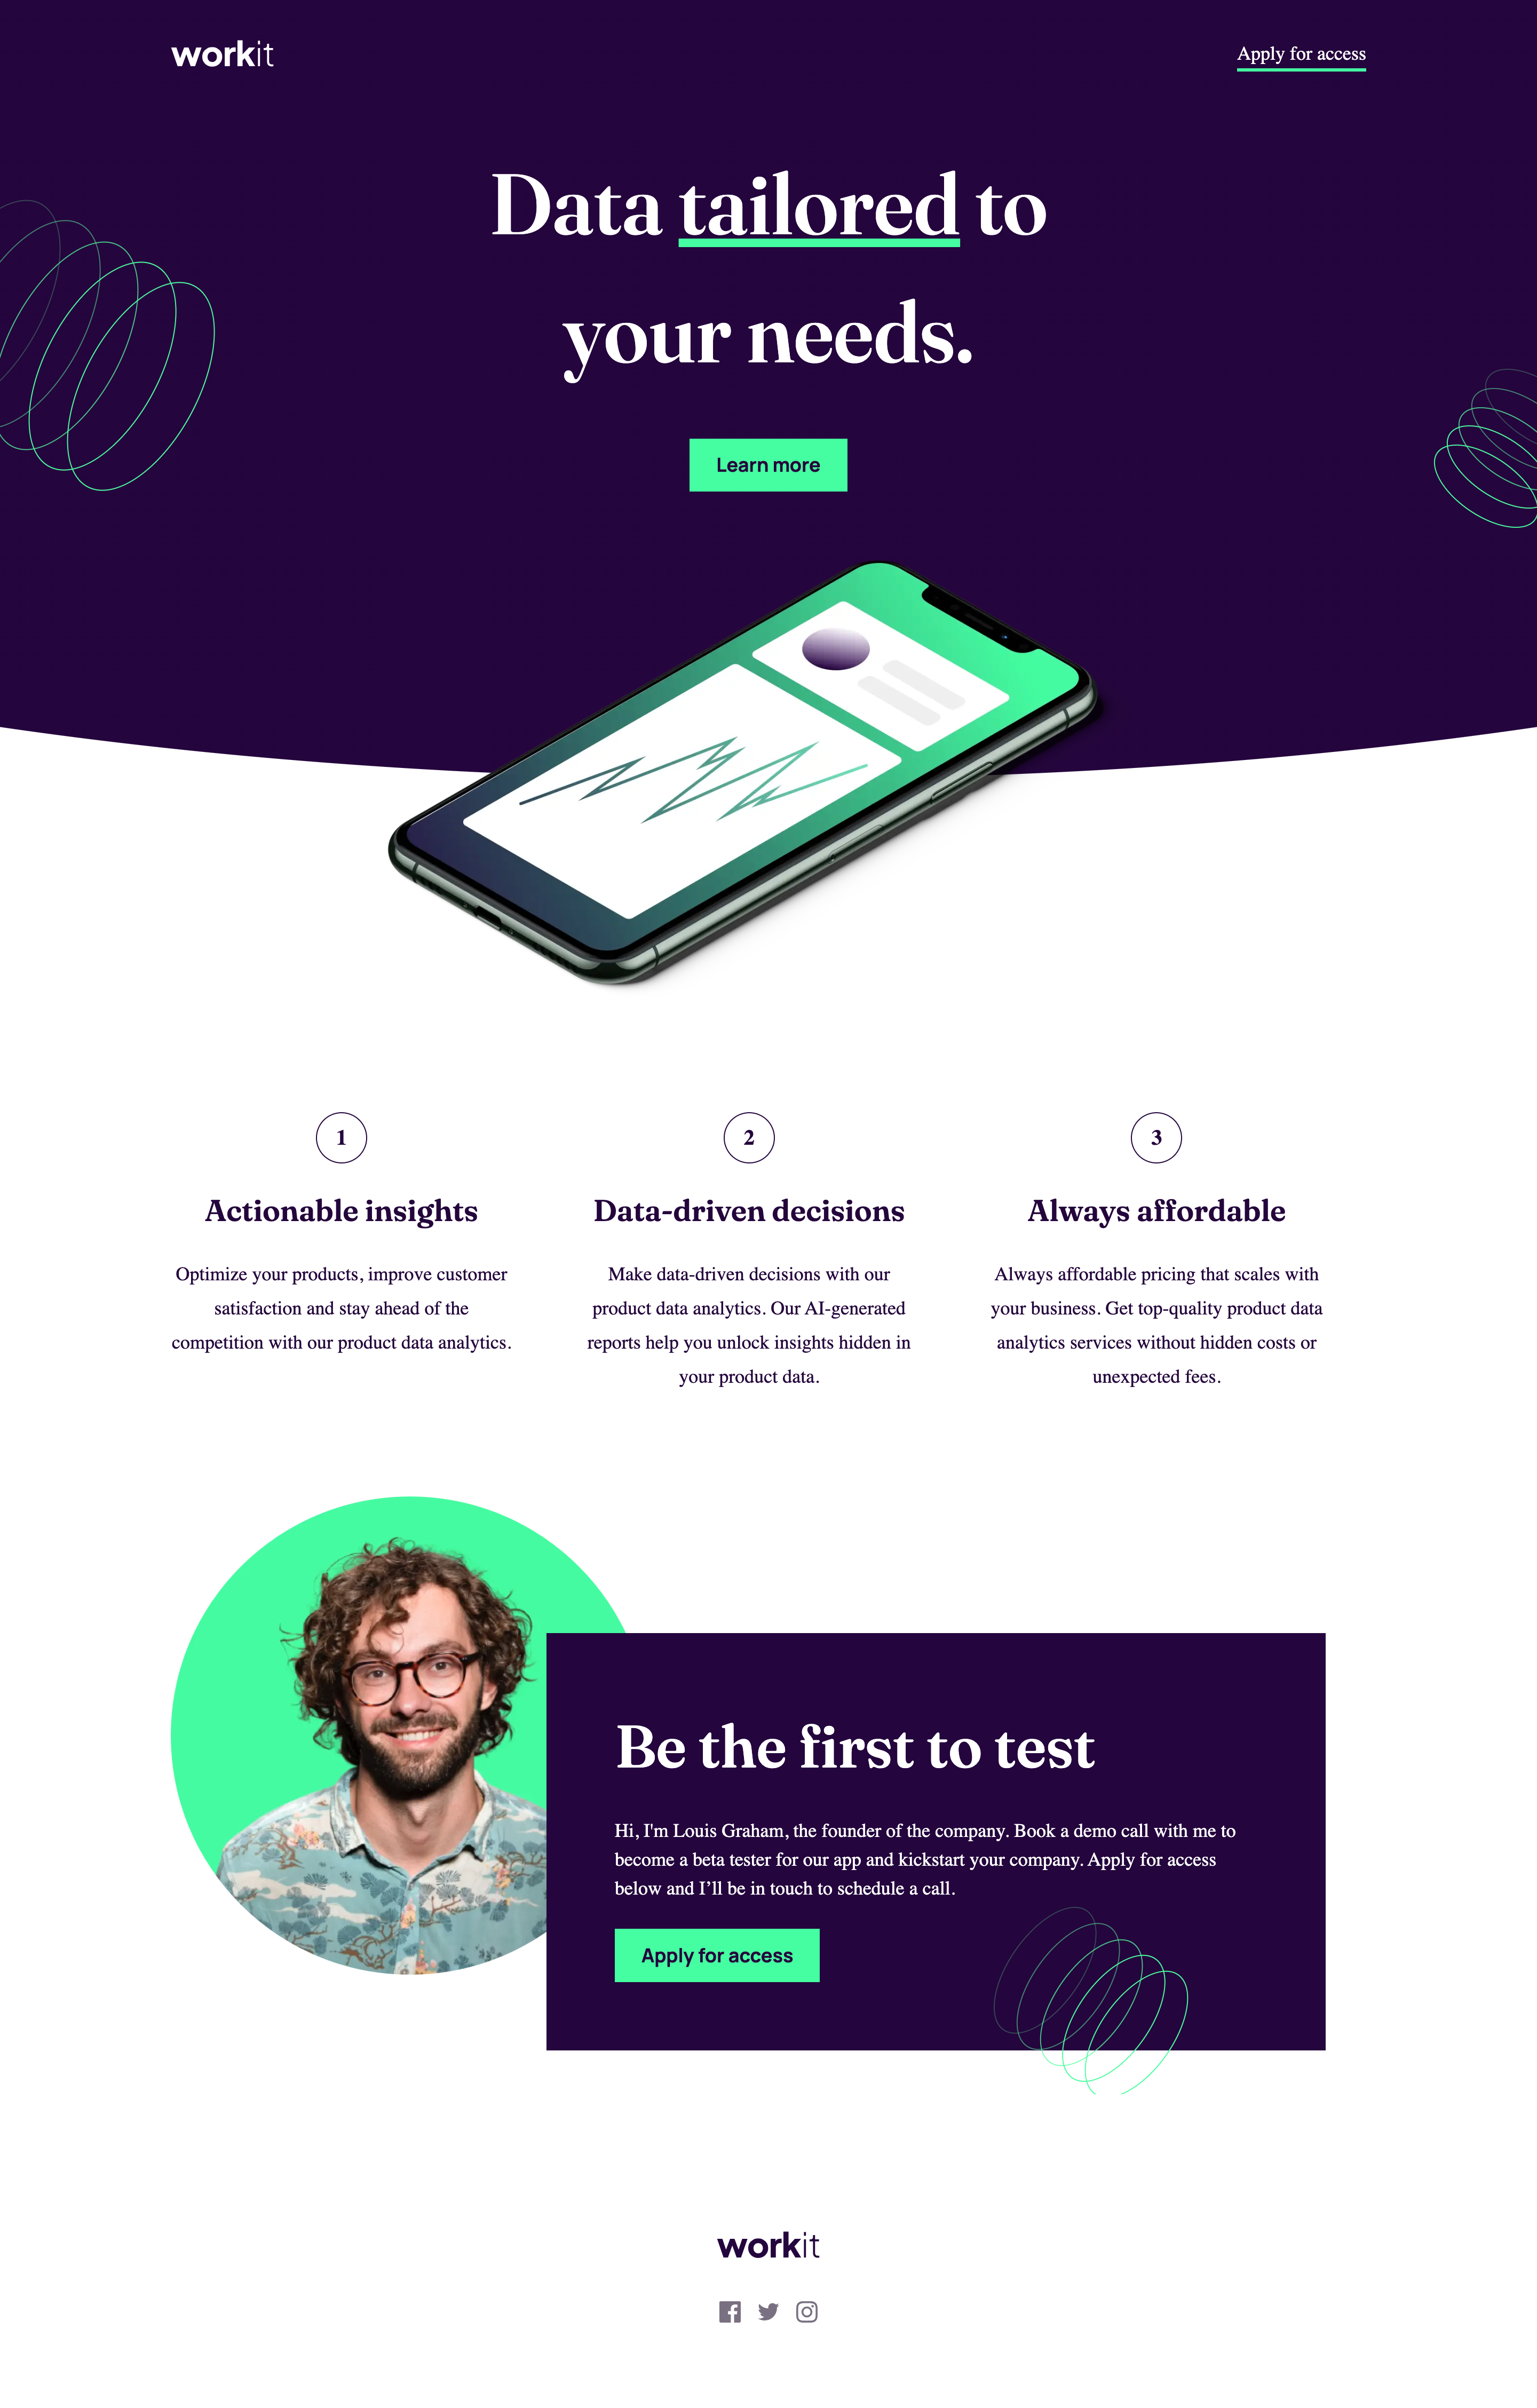 workit
Apply for access
Data tailored to
your needs.
Learn more
1
Actionable insights
Optimize your products, improve customer
satisfaction and stay ahead of the
competition with our product data analytics.
2
Data-driven decisions
Make data-driven decisions with our
product data analytics. Our AI-generated
reports help you unlock insights hidden in
your product data.
3
Always affordable
Always affordable pricing that scales with
your business. Get top-quality product data
analytics services without hidden costs or
unexpected fees.
Be the first to test
Hi, I'm Louis Graham, the founder of the company. Book a demo call with me to
become a beta tester for our app and kickstart your company. Apply for access
below and I’ll be in touch to schedule a call.
Apply for access
workit